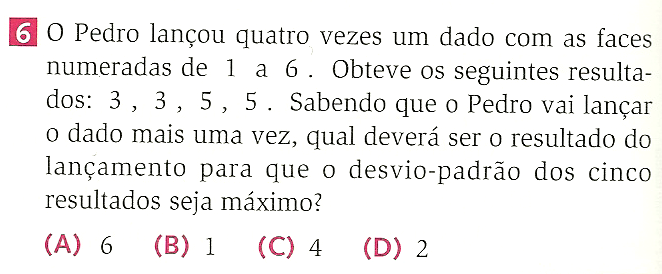 6 O Pedro lançou quatro vezes um dado com as faces
numeradas de 1 a 6 . Obteve os seguintes resulta-
dos: 3 , 3 , 5 , 5 . Sabendo que o Pedro vai lançar
o dado mais uma vez, qual deverá ser o resultado do
lançamento para que o desvio-padrão dos cinco
resultados seja máximo?
(A) 6 (B) 1 (C) 4 (D) 2